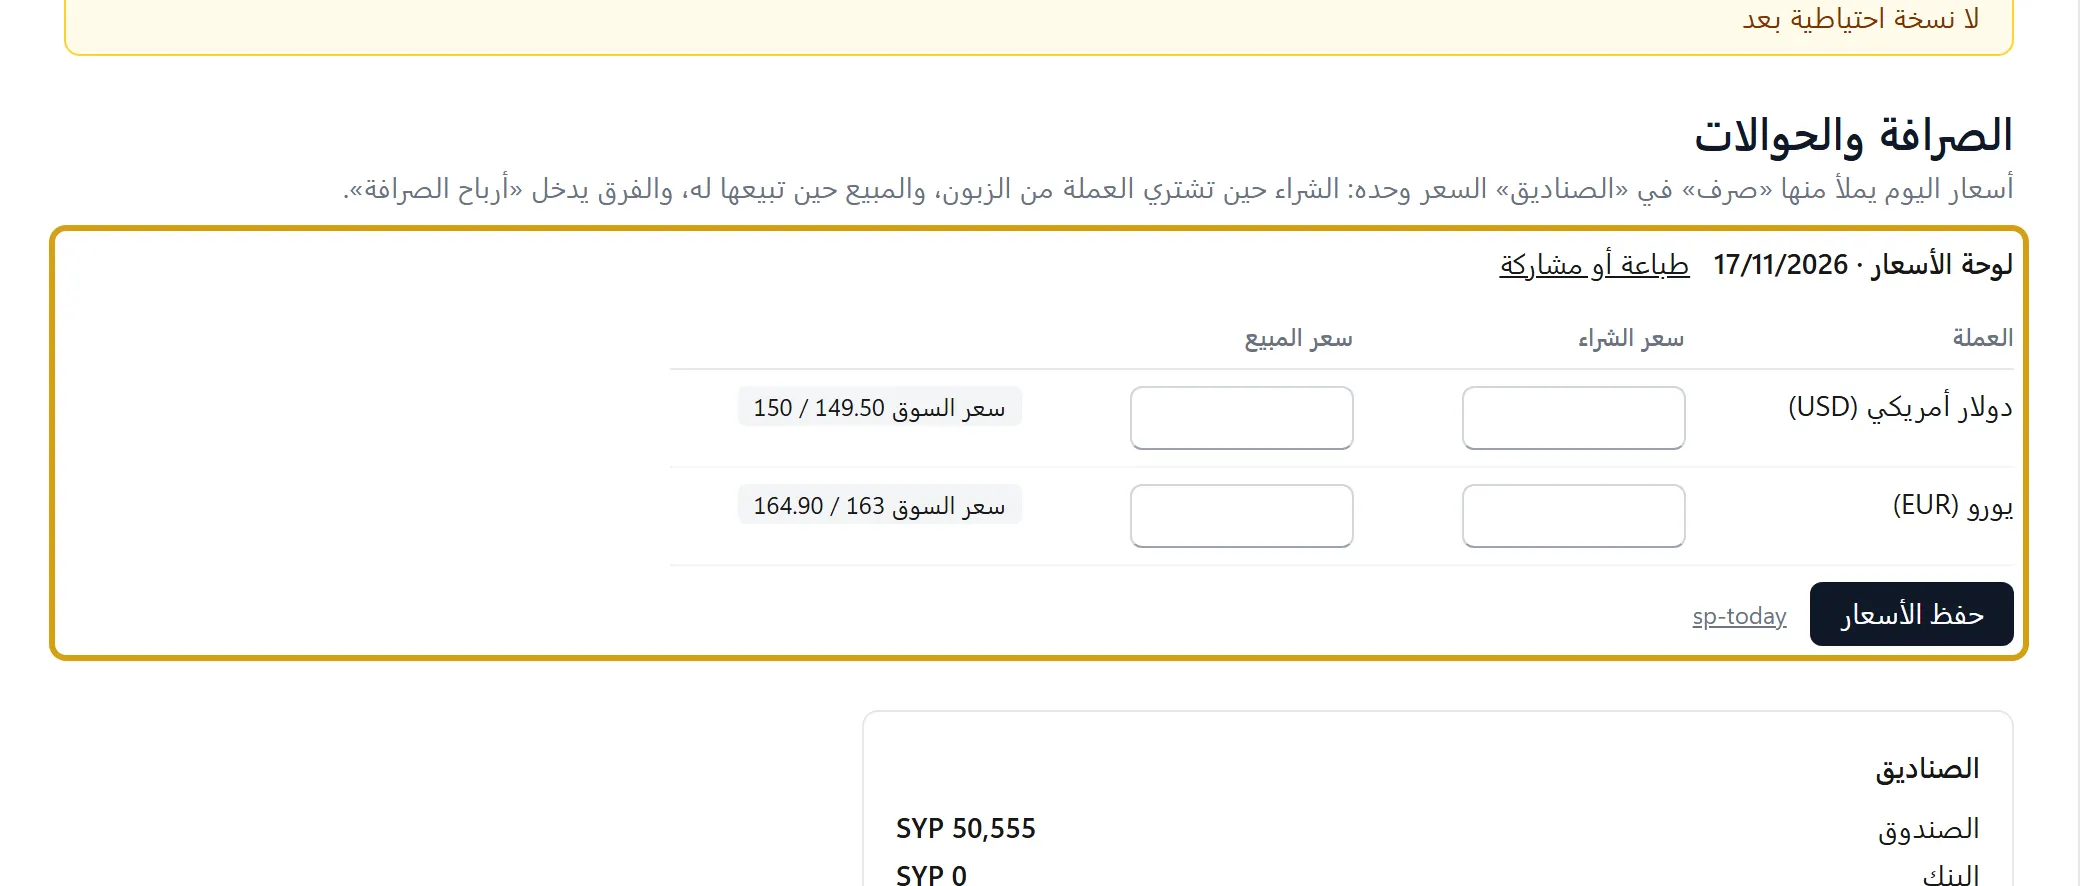 لا نسخة احتياطية بعد
الصرافة والحوالات
أسعار اليوم يملأ منها «صرف» في «الصناديق» السعر وحده: الشراء حين تشتري العملة من الزبون، والمبيع حين تبيعها له، والفرق يدخل «أرباح الصرافة».
لوحة الأسعار · 17/11/2026 طباعة أو مشاركة
العملة سعر الشراء سعر المبيع
دولار أمريكي (USD) سعر السوق 149.50 / 150
يورو (EUR) سعر السوق 163 / 164.90
حفظ الأسعار sp-today
الصناديق
الصندوق SYP 50,555
البنك SYP 0